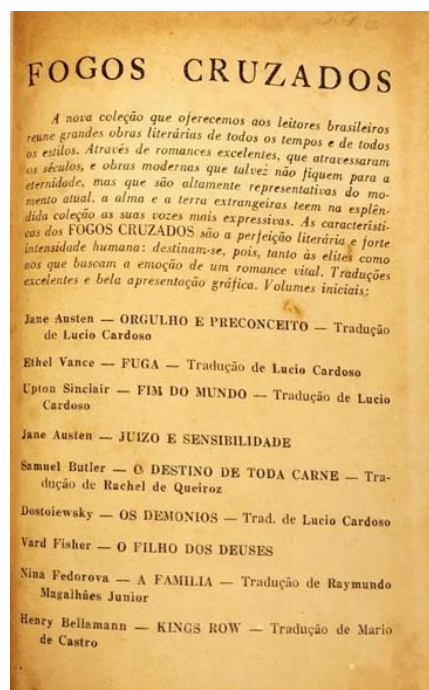 FOGOS CRUZADOS
A nova coleção que oferecemos aos leitores brasileiros
reune grandes obras literárias de todos os tempos e de todos
os estilos. Através de romances excelentes, que atravessaram
os séculos, e obras modernas que talvez não fiquem para a
eternidade, mas que são altamente representativas do mo-
mento atual, a alma e a terra extrangeiras teem na esplên-
dida coleção as suas vozes mais expressivas. As caracteristi-
cas dos FOGOS CRUZADOS são a perfeição literária e forte
intensidade humana: destinam-se, pois, tanto às elites como
aos que buscam a emoção de um romance vital. Traduções
excelentes e bela apresentação gráfica. Volumes iniciais:
Jane Austen — ORGULHO E PRECONCEITO — Tradução
de Lucio Cardoso
Ethel Vance — FUGA — Tradução de Lucio Cardoso
Upton Sinclair — FIM DO MUNDO — Tradução de Lucio
Cardoso
Jane Austen — JUIZO E SENSIBILIDADE
Samuel Butler — O DESTINO DE TODA CARNE — Tra-
dução de Rachel de Queiroz
Dostoiewsky — OS DEMONIOS — Trad. de Lucio Cardoso
Vard Fisher — O FILHO DOS DEUSES
Nina Fedorova — A FAMILIA — Tradução de Raymundo
Magalhães Junior
Henry Bellamann — KINGS ROW — Tradução de Mario
de Castro